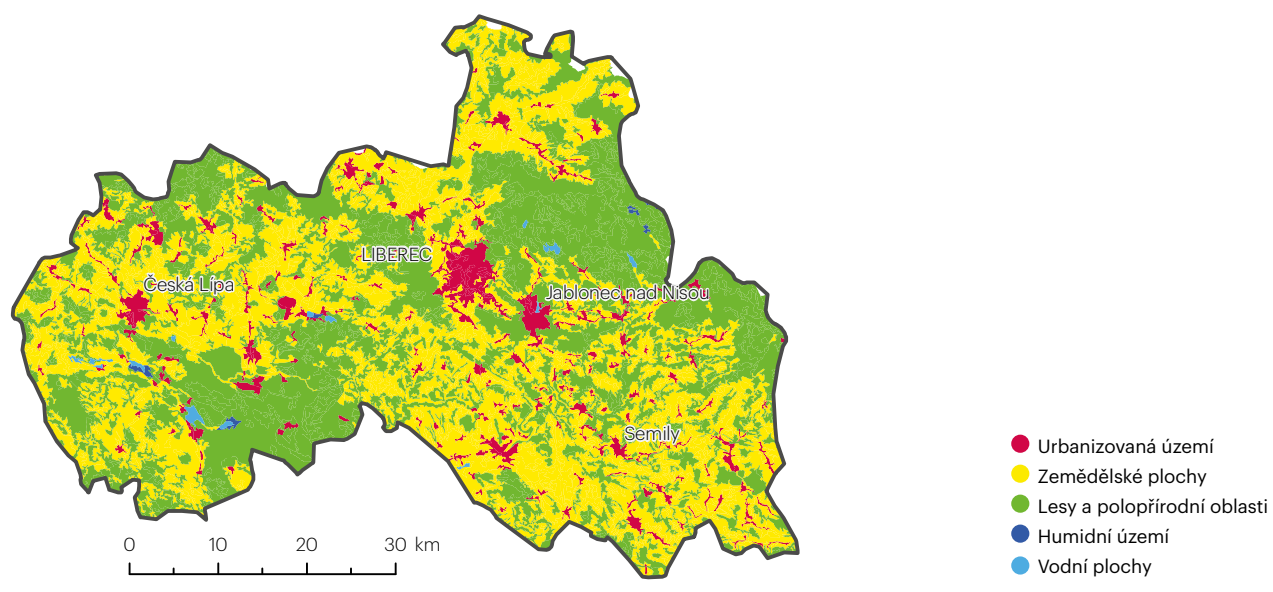 LIBEREC
Česká Lípa
Jablonec nad Nisou
Semily
Urbanizovaná území
Zemědělské plochy
Lesy a polopřírodní oblasti
Humidní území
Vodní plochy
0 10 20 30 km